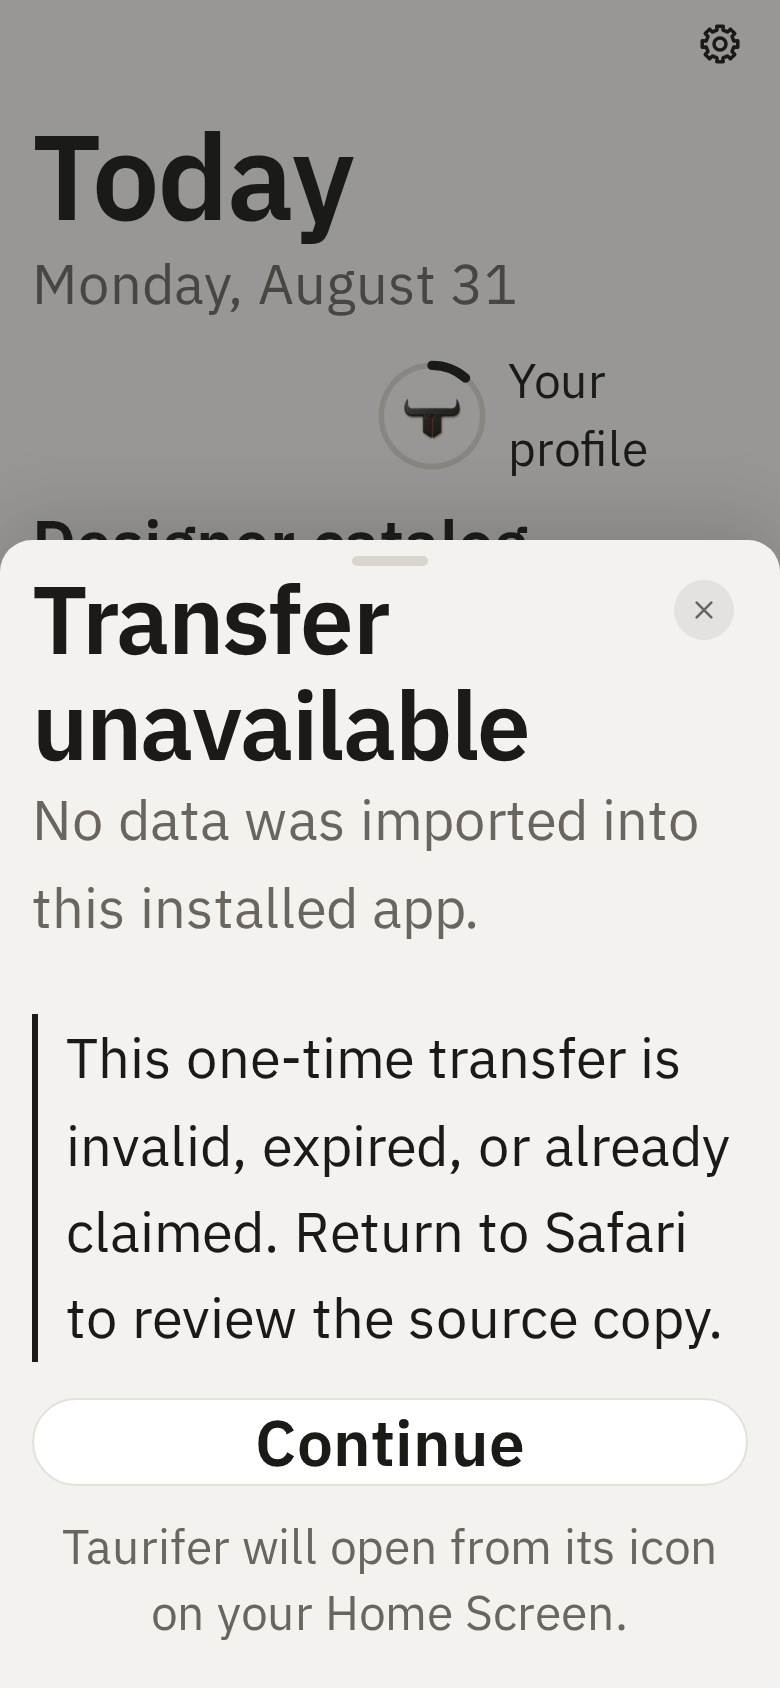 Today
Monday, August 31
Your
profile
Designer catalog
Transfer
unavailable
No data was imported into
this installed app.
This one-time transfer is
invalid, expired, or already
claimed. Return to Safari
to review the source copy.
Continue
Taurifer will open from its icon
on your Home Screen.